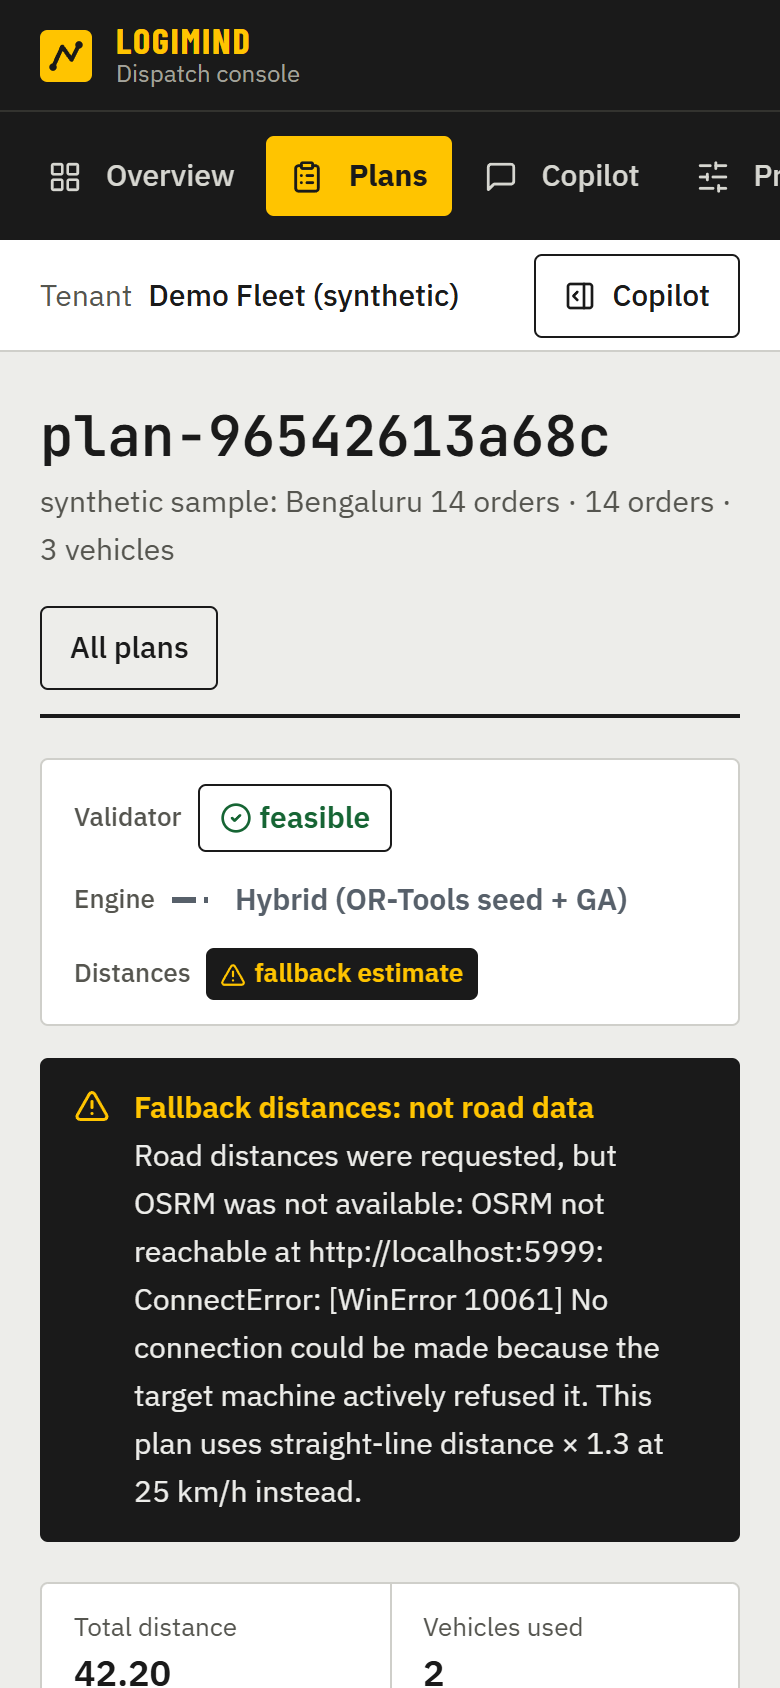 LOGIMIND
Dispatch console
Overview
Plans
Copilot
Pr
Tenant Demo Fleet (synthetic)
Copilot
plan-96542613a68c
synthetic sample: Bengaluru 14 orders · 14 orders ·
3 vehicles
All plans
Validator feasible
Engine Hybrid (OR-Tools seed + GA)
Distances fallback estimate
Fallback distances: not road data
Road distances were requested, but
OSRM was not available: OSRM not
reachable at http://localhost:5999:
ConnectError: [WinError 10061] No
connection could be made because the
target machine actively refused it. This
plan uses straight-line distance × 1.3 at
25 km/h instead.
Total distance
42.20
Vehicles used
2